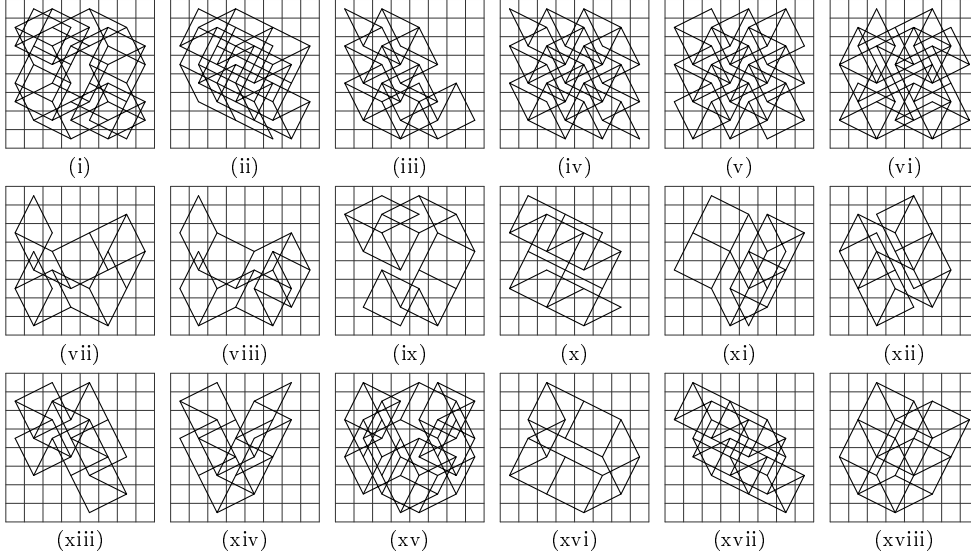 (i) (ii) (iii) (iv) (v) (vi)
(vii) (viii) (ix) (x) (xi) (xii)
(xiii) (xiv) (xv) (xvi) (xvii) (xviii)